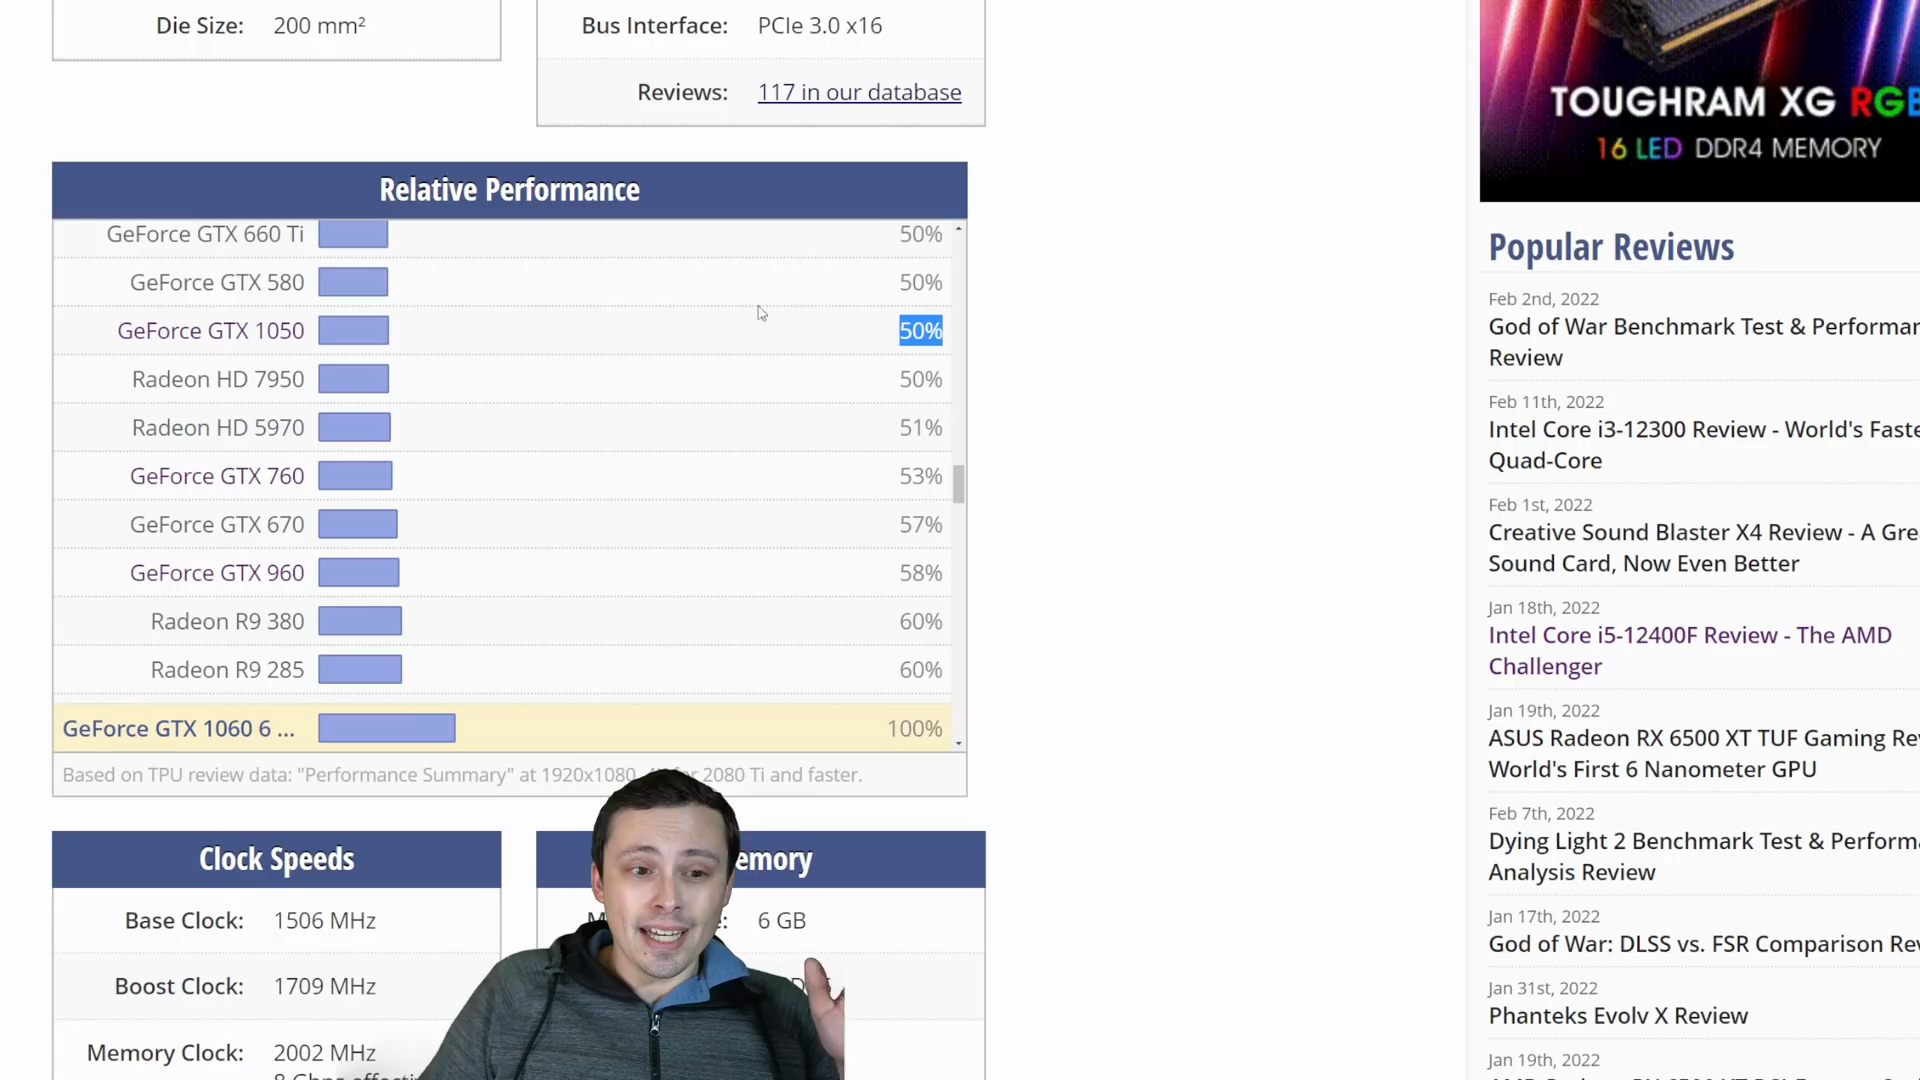 Die Size: 200 mm²
Bus Interface: PCIe 3.0 x16
Reviews: 117 in our database
Relative Performance
GeForce GTX 660 Ti 50%
GeForce GTX 580 50%
GeForce GTX 1050 50%
Radeon HD 7950 50%
Radeon HD 5970 51%
GeForce GTX 760 53%
GeForce GTX 670 57%
GeForce GTX 960 58%
Radeon R9 380 60%
Radeon R9 285 60%
GeForce GTX 1060 6 ... 100%
Based on TPU review data: "Performance Summary" at 1920x1080, 2080 Ti and faster.
Clock Speeds
Base Clock: 1506 MHz
Boost Clock: 1709 MHz
Memory Clock: 2002 MHz
emory
6 GB
TOUGHRAM XG RGB
16 LED DDR4 MEMORY
Popular Reviews
Feb 2nd, 2022
God of War Benchmark Test & Performan
Review
Feb 11th, 2022
Intel Core i3-12300 Review - World's Faste
Quad-Core
Feb 1st, 2022
Creative Sound Blaster X4 Review - A Gre
Sound Card, Now Even Better
Jan 18th, 2022
Intel Core i5-12400F Review - The AMD
Challenger
Jan 19th, 2022
ASUS Radeon RX 6500 XT TUF Gaming Re
World's First 6 Nanometer GPU
Feb 7th, 2022
Dying Light 2 Benchmark Test & Perform
Analysis Review
Jan 17th, 2022
God of War: DLSS vs. FSR Comparison Rev
Jan 31st, 2022
Phanteks Evolv X Review
Jan 19th, 2022